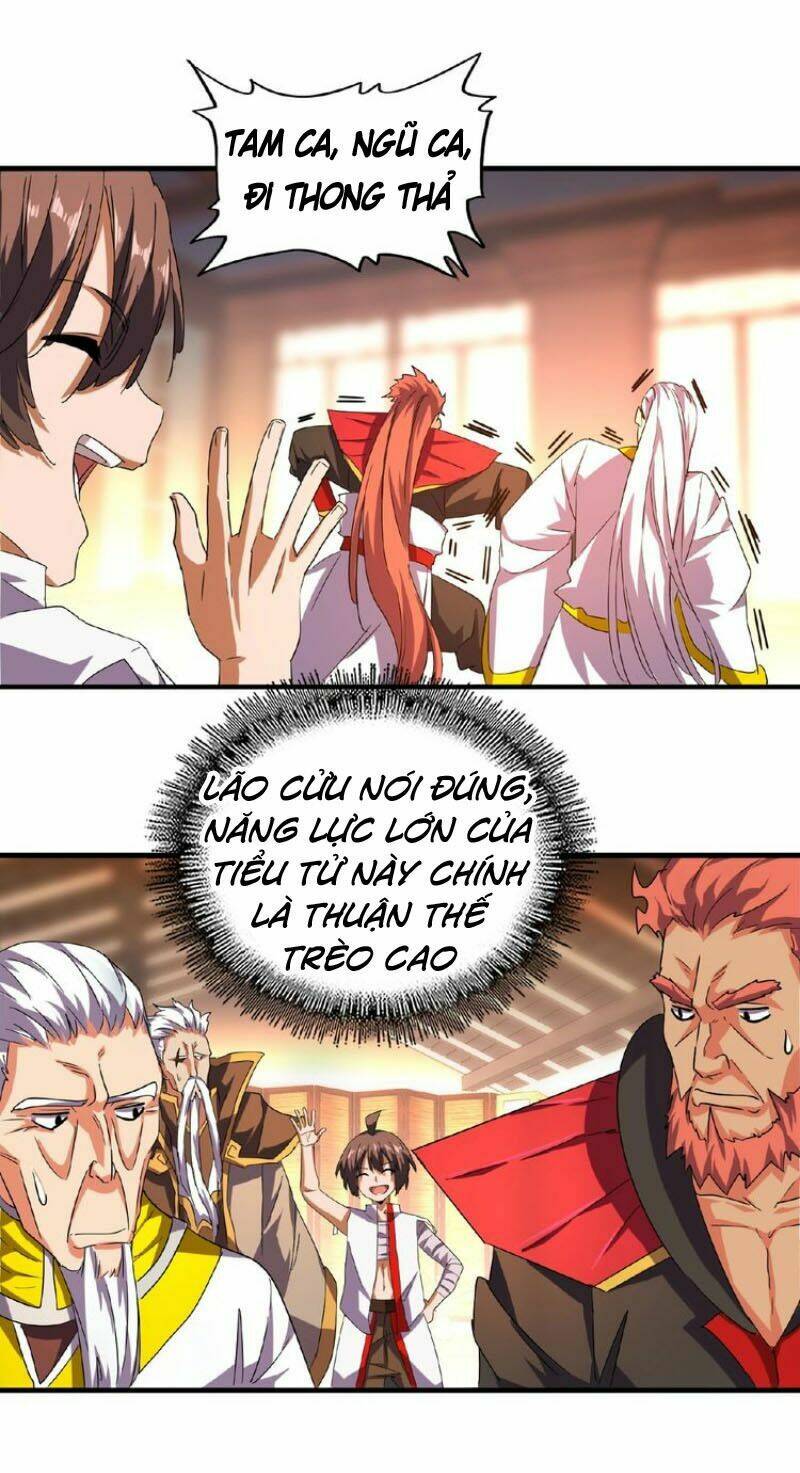 TAM CA, NGŨ CA,
ĐI THONG THẢ
LÃO CỬU NÓI ĐÚNG,
NĂNG LỰC LỚN CỦA
TIỂU TỬ NÀY CHÍNH
LÀ THUẬN THẾ
TRÈO CAO